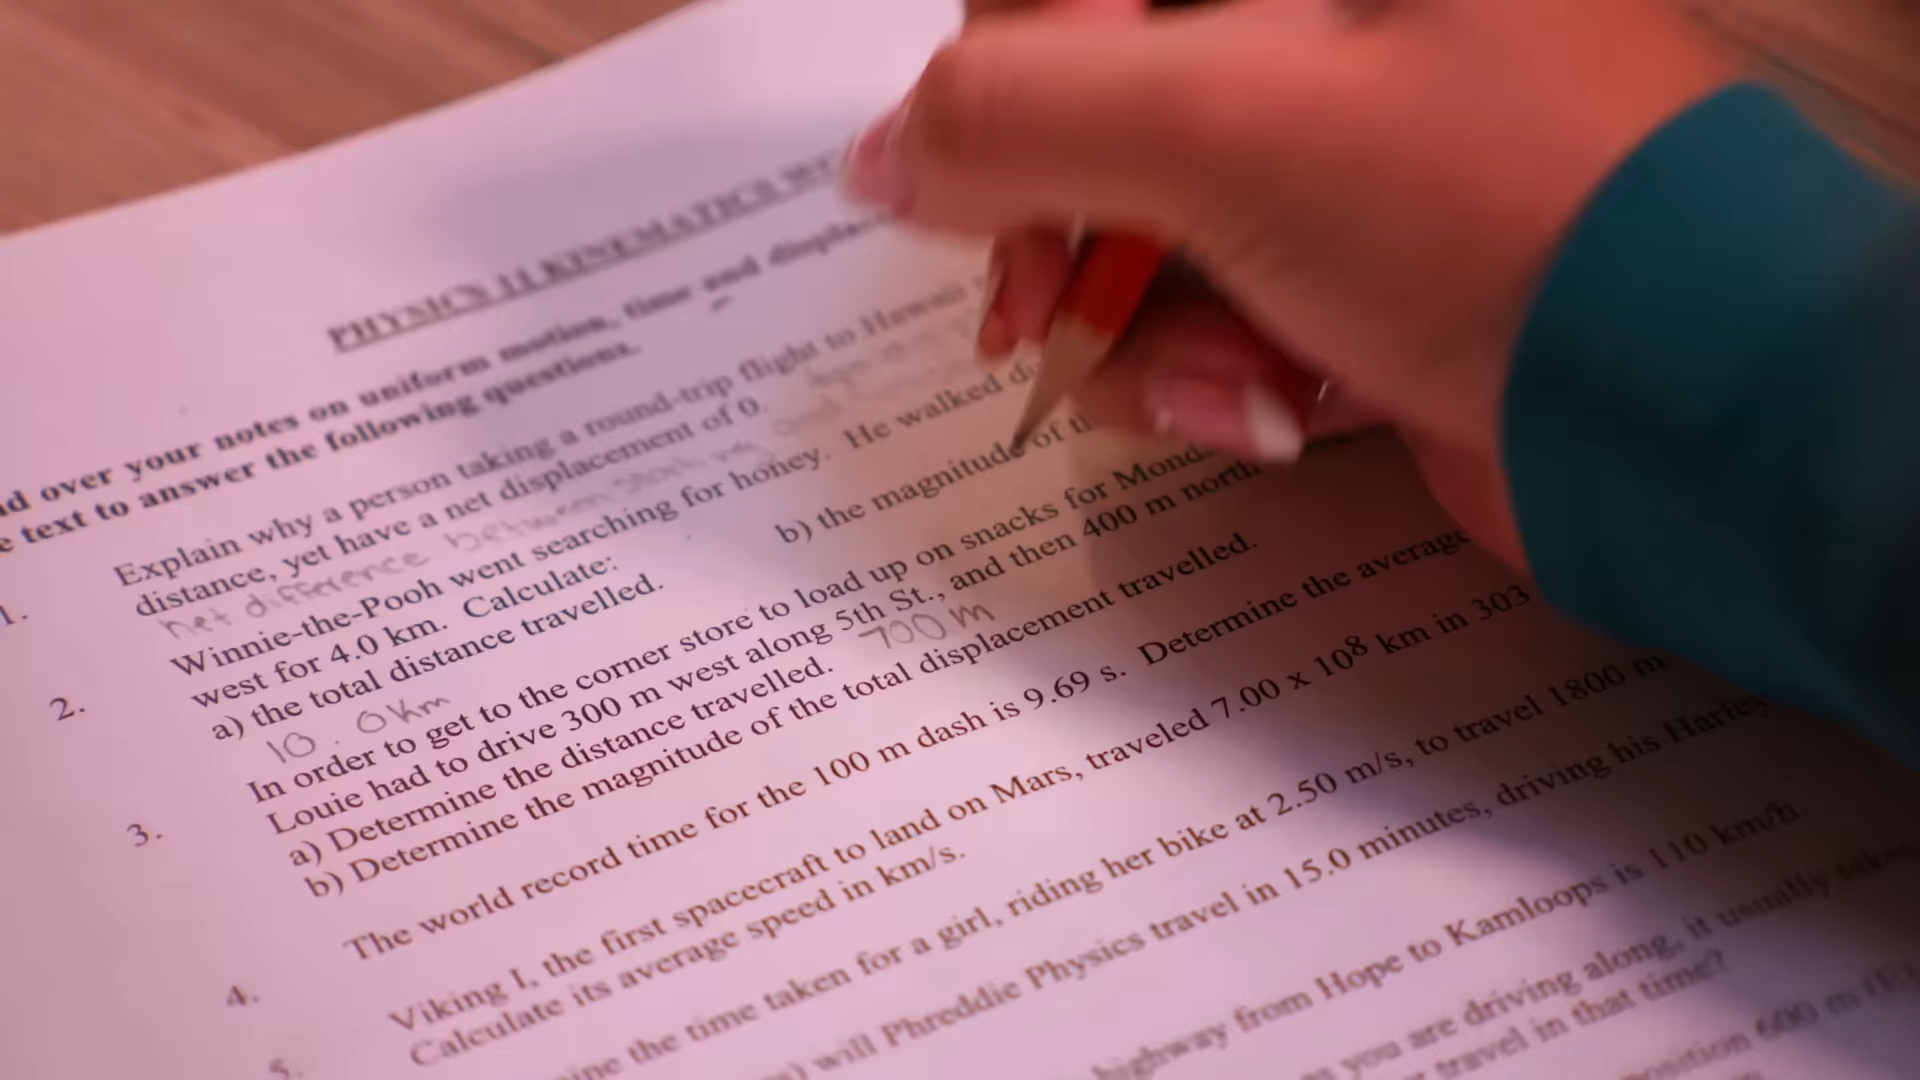 PHYSICS 11 KINEMATICS
over your notes on uniform motion, time and
text to answer the following questions.
1. Explain why a person taking a round-trip flight to Hawaii
distance, yet have a net displacement of 0.
net difference between
2. Winnie-the-Pooh went searching for honey. He walked
west for 4.0 km. Calculate:
a) the total distance travelled. b) the magnitude of
10.0km
3. In order to get to the corner store to load up on snacks for
Louie had to drive 300 m west along 5th St., and then 400 m north
a) Determine the distance travelled. 700 m
b) Determine the magnitude of the total displacement travelled.
4. The world record time for the 100 m dash is 9.69 s. Determine the average
5. Viking I, the first spacecraft to land on Mars, traveled 7.00 x 10⁸ km in 303
Calculate its average speed in km/s.
the time taken for a girl, riding her bike at 2.50 m/s, to travel 1800 m
will Phreddie Physics travel in 15.0 minutes, driving his Harley
highway from Hope to Kamloops is 110 km/h
you are driving along, it usually takes
travel in that time?
position 600 m (E)